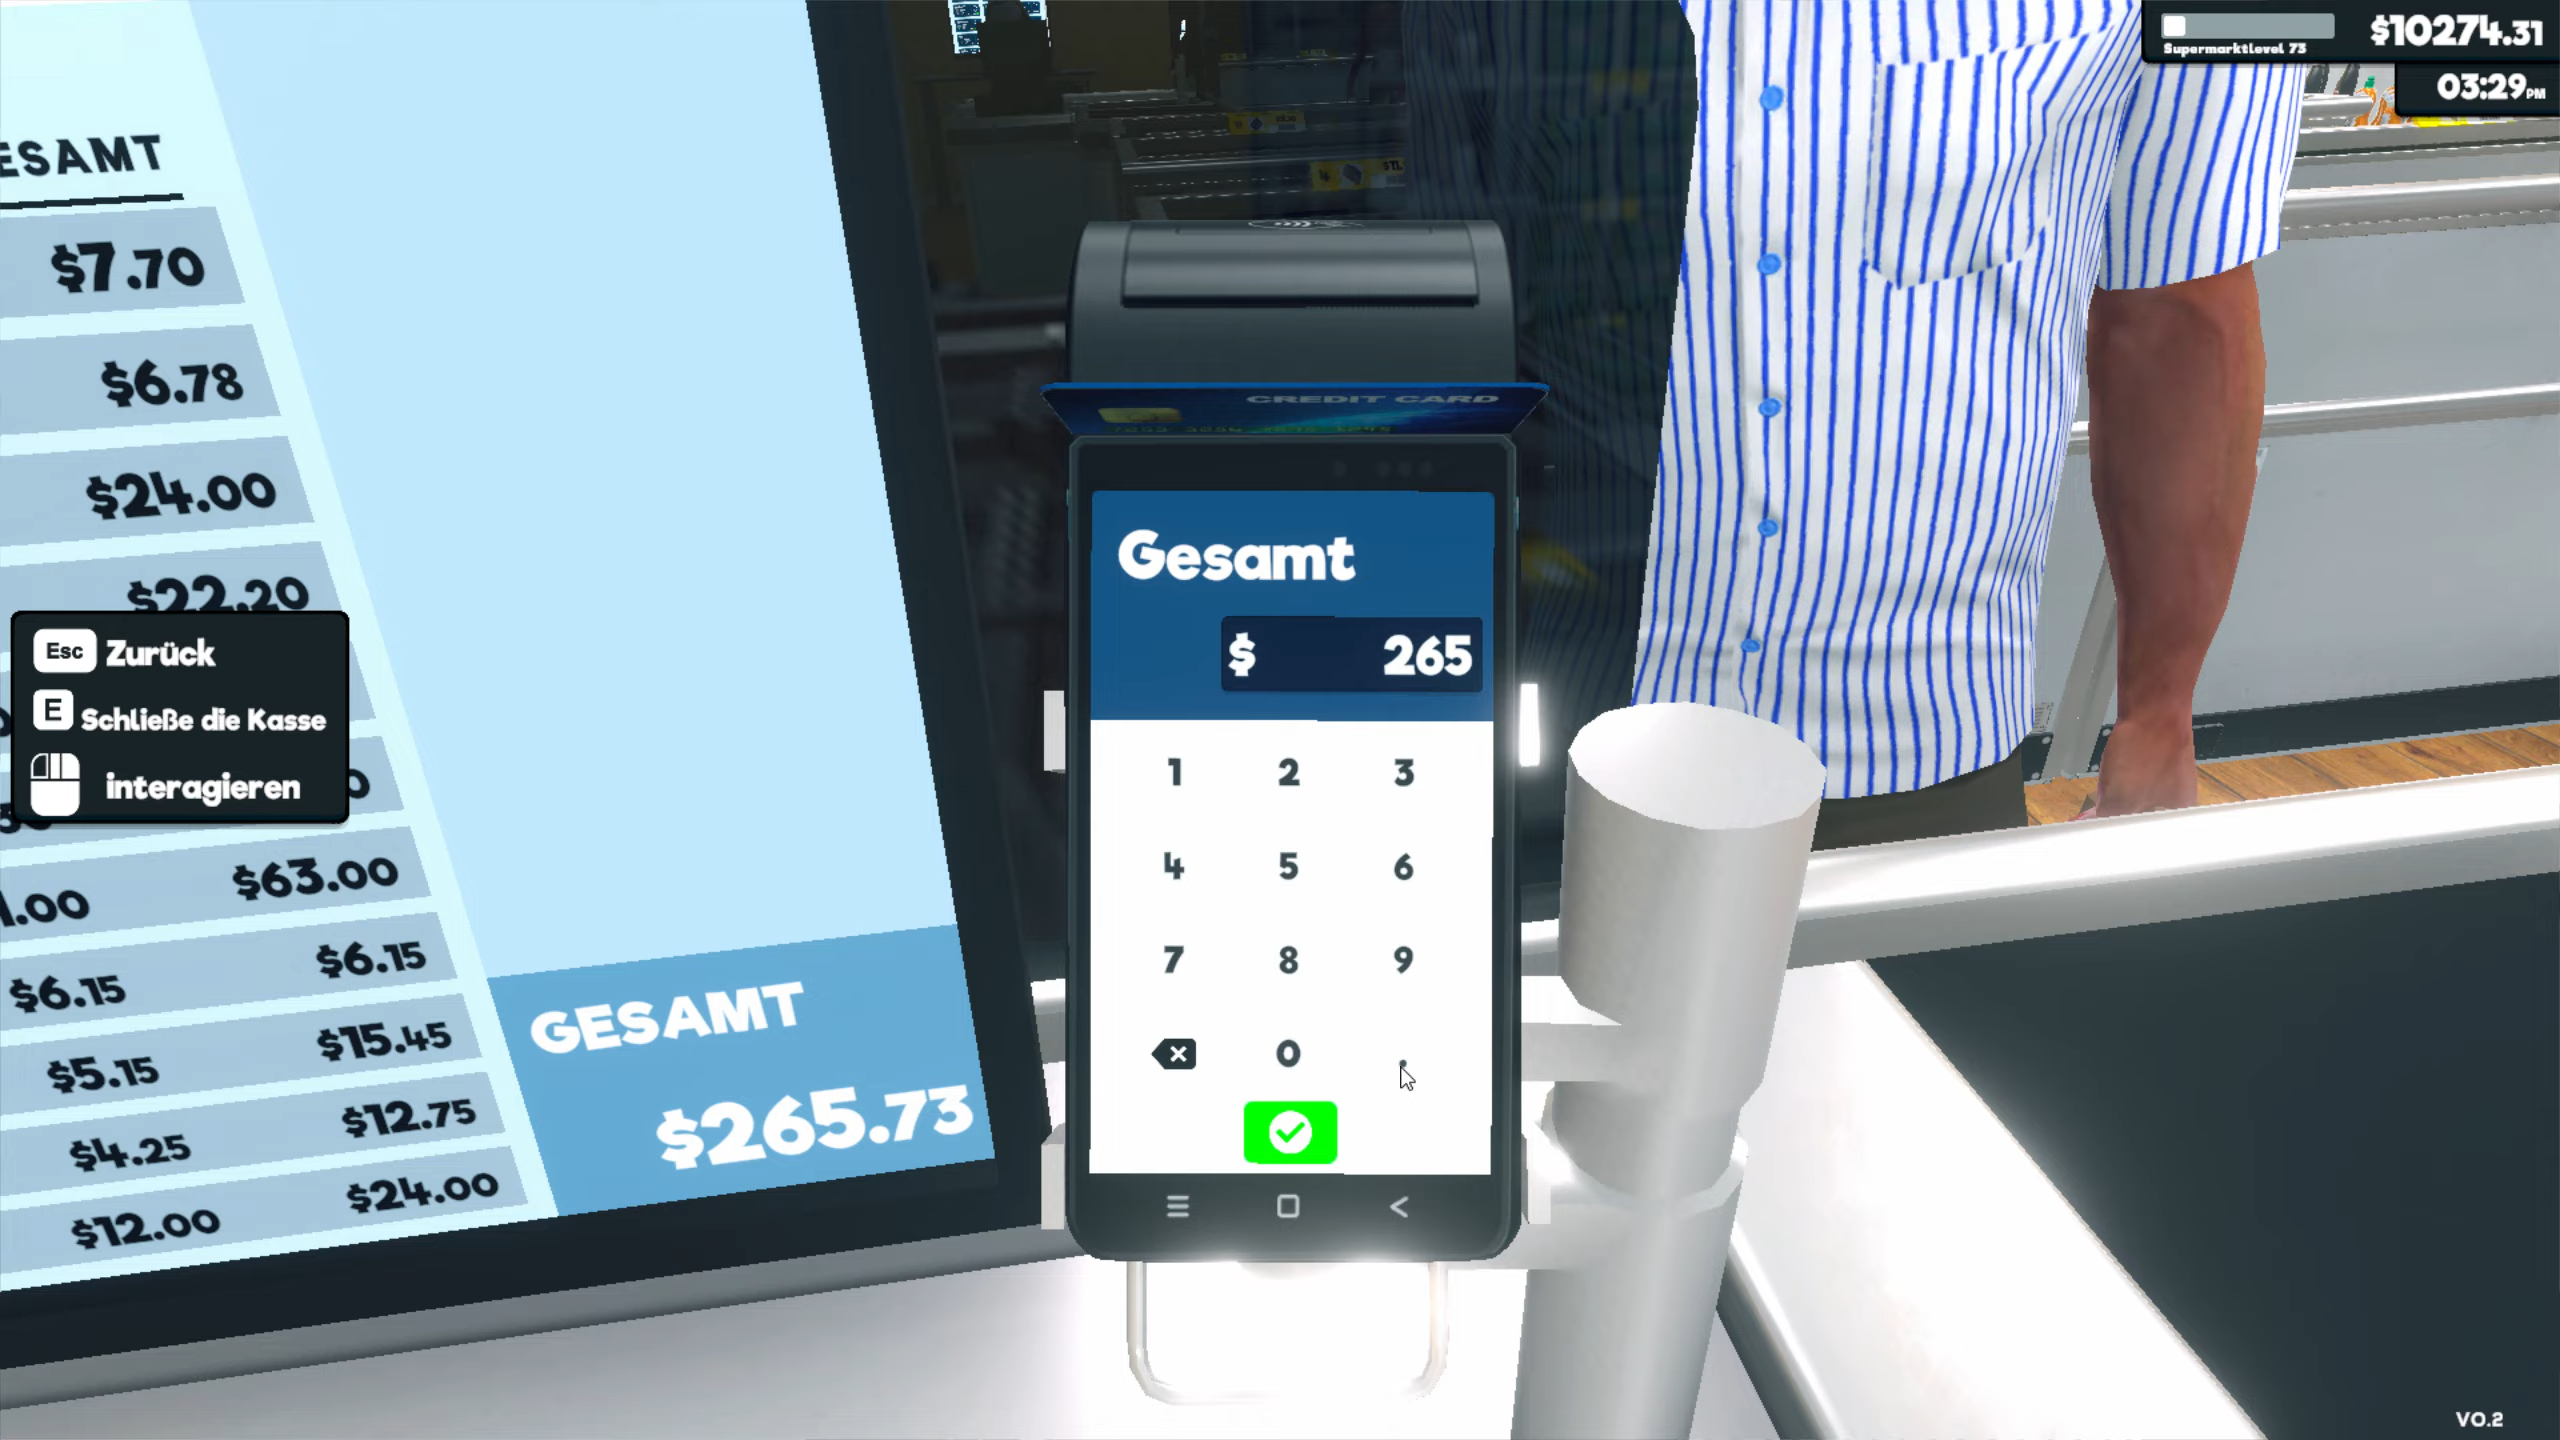 $10274.31
Supermarktlevel 73
03:29PM
ESAMT
$7.70
$6.78
$24.00
$22.20
$63.00
$6.15 $6.15
$5.15 $15.45
$4.25 $12.75
$12.00 $24.00
GESAMT
$265.73
Esc Zurück
E Schließe die Kasse
interagieren
CREDIT CARD
Gesamt
$ 265
1 2 3
4 5 6
7 8 9
0 .
V0.2